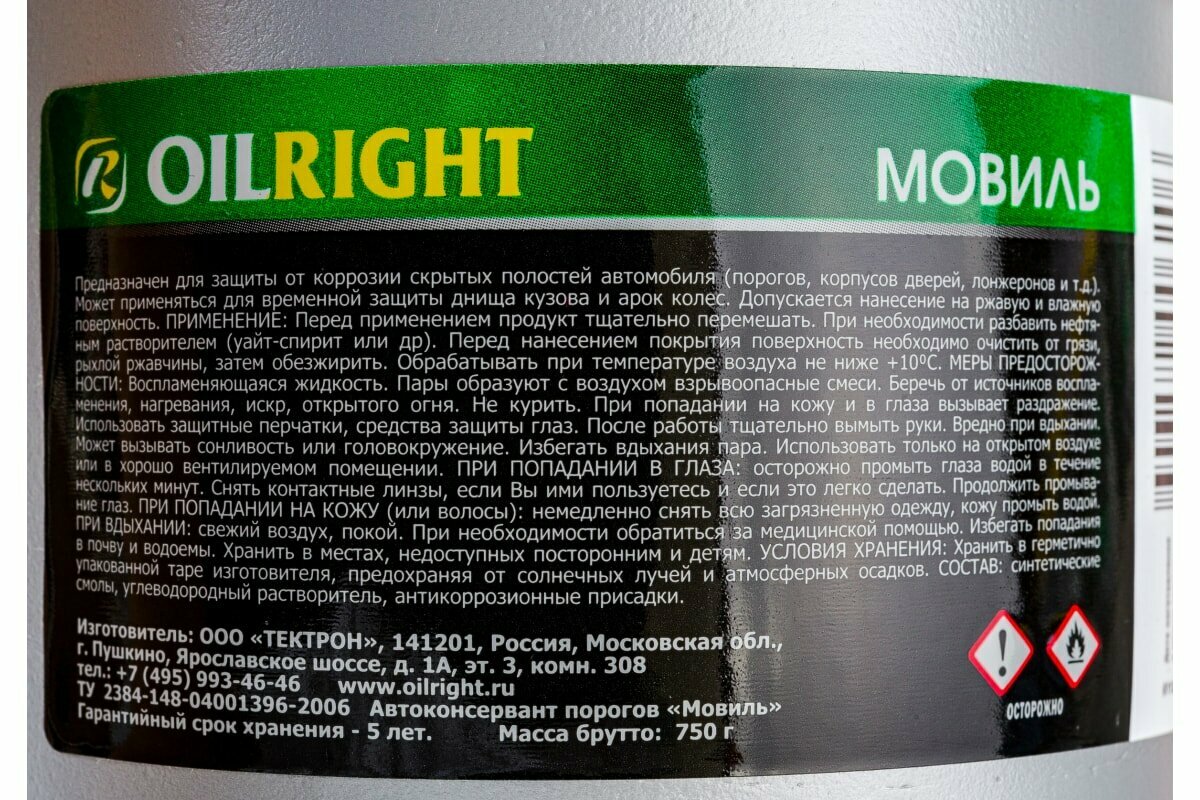 OILRIGHT
МОВИЛЬ
Предназначен для защиты от коррозии скрытых полостей автомобиля (порогов, корпусов дверей, лонжеронов и т.д.).
Может применяться для временной защиты днища кузова и арок колес. Допускается нанесение на ржавую и влажную
поверхность. ПРИМЕНЕНИЕ: Перед применением продукт тщательно перемешать. При необходимости разбавить нефтя-
ным растворителем (уайт-спирит или др). Перед нанесением покрытия поверхность необходимо очистить от грязи,
рыхлой ржавчины, затем обезжирить. Обрабатывать при температуре воздуха не ниже +10ºС. МЕРЫ ПРЕДОСТОРОЖ-
НОСТИ: Воспламеняющаяся жидкость. Пары образуют с воздухом взрывоопасные смеси. Беречь от источников воспла-
менения, нагревания, искр, открытого огня. Не курить. При попадании на кожу и в глаза вызывает раздражение.
Использовать защитные перчатки, средства защиты глаз. После работы тщательно вымыть руки. Вредно при вдыхании.
Может вызывать сонливость или головокружение. Избегать вдыхания пара. Использовать только на открытом воздухе
или в хорошо вентилируемом помещении. ПРИ ПОПАДАНИИ В ГЛАЗА: осторожно промыть глаза водой в течение
нескольких минут. Снять контактные линзы, если Вы ими пользуетесь и если это легко сделать. Продолжить промыва-
ние глаз. ПРИ ПОПАДАНИИ НА КОЖУ (или волосы): немедленно снять всю загрязненную одежду, кожу промыть водой.
ПРИ ВДЫХАНИИ: свежий воздух, покой. При необходимости обратиться за медицинской помощью. Избегать попадания
в почву и водоемы. Хранить в местах, недоступных посторонним и детям. УСЛОВИЯ ХРАНЕНИЯ: Хранить в герметично
упакованной таре изготовителя, предохраняя от солнечных лучей и атмосферных осадков. СОСТАВ: синтетические
смолы, углеводородный растворитель, антикоррозионные присадки.
Изготовитель: ООО «ТЕКТРОН», 141201, Россия, Московская обл.,
г. Пушкино, Ярославское шоссе, д. 1А, эт. 3, комн. 308
тел.: +7 (495) 993-46-46 www.oilright.ru
ТУ 2384-148-04001396-2006 Автоконсервант порогов «Мовиль»
Гарантийный срок хранения - 5 лет. Масса брутто: 750 г
ОСТОРОЖНО